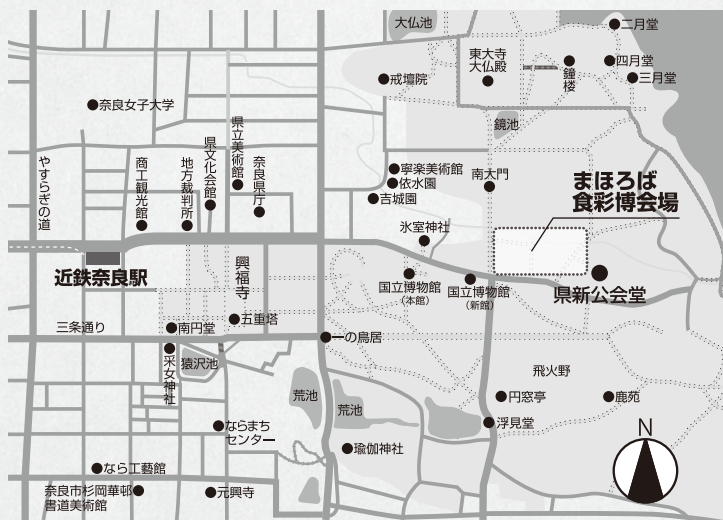 大仏池
二月堂
東大寺
大仏殿
鐘楼
四月堂
三月堂
戒壇院
奈良女子大学
鏡池
県立美術館
県文化会館
奈良県庁
地方裁判所
商工観光館
やすらぎの道
寧楽美術館
依水園
吉城園
南大門
まほろば
食彩博会場
氷室神社
近鉄奈良駅
興福寺
国立博物館
(本館)
国立博物館
(新館)
県新公会堂
三条通り
南円堂
五重塔
一の鳥居
采女神社
猿沢池
飛火野
荒池
荒池
円窓亭
鹿苑
浮見堂
ならまち
センター
瑜伽神社
N
なら工藝館
奈良市杉岡華邨
書道美術館
元興寺